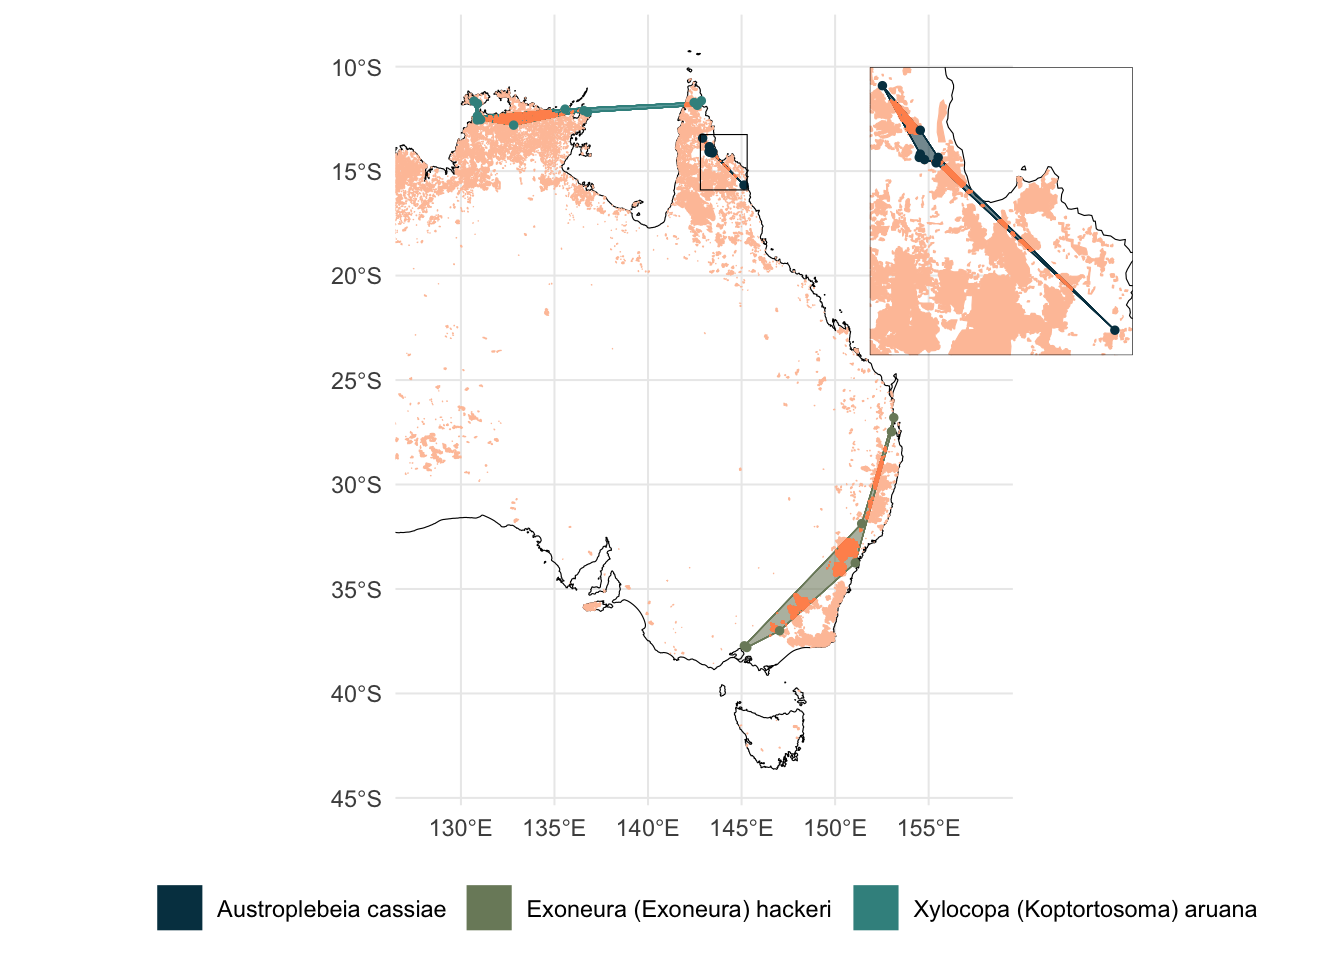 10°S
15°S
20°S
25°S
30°S
35°S
40°S
45°S
130°E 135°E 140°E 145°E 150°E 155°E
Austroplebeia cassiae Exoneura (Exoneura) hackeri Xylocopa (Koptortosoma) aruana